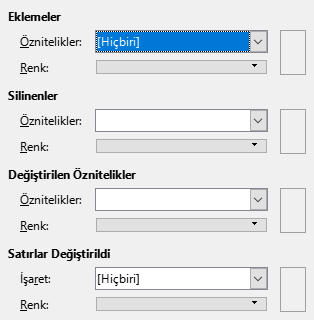 Eklemeler
Öznitelikler: [Hiçbiri]
Renk:
Silinenler
Öznitelikler:
Renk:
Değiştirilen Öznitelikler
Öznitelikler:
Renk:
Satırlar Değiştirildi
İşaret: [Hiçbiri]
Renk: